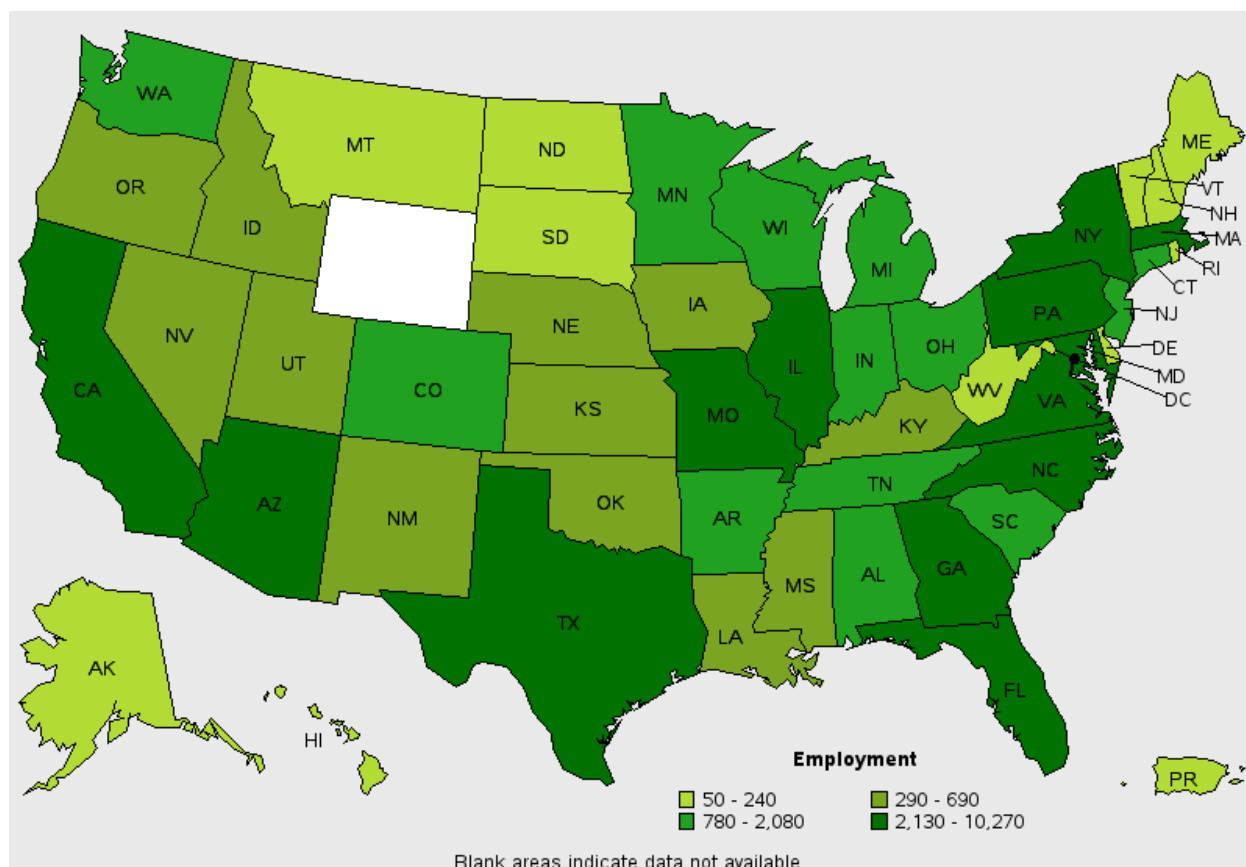 WA
MT
ND
ME
OR
MN
VT
ID
SD
WI
NH
NY
MA
MI
RI
CT
IA
PA
NJ
NE
NV
OH
DE
UT
IL
IN
MD
CA
CO
WV
DC
KS
MO
VA
KY
NC
AZ
OK
TN
NM
AR
SC
MS
AL
GA
TX
LA
AK
FL
HI
Employment
PR
50 - 240
290 - 690
780 - 2,080
2,130 - 10,270
Blank areas indicate data not available